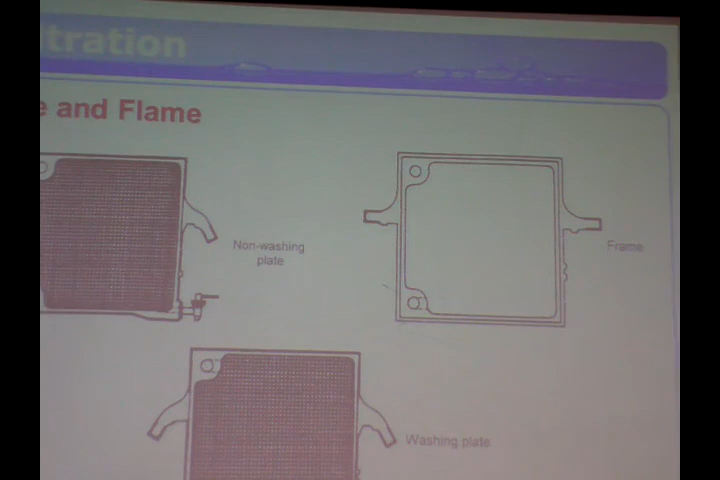 tration
e and Flame
Non-washing
plate
Frame
Washing plate